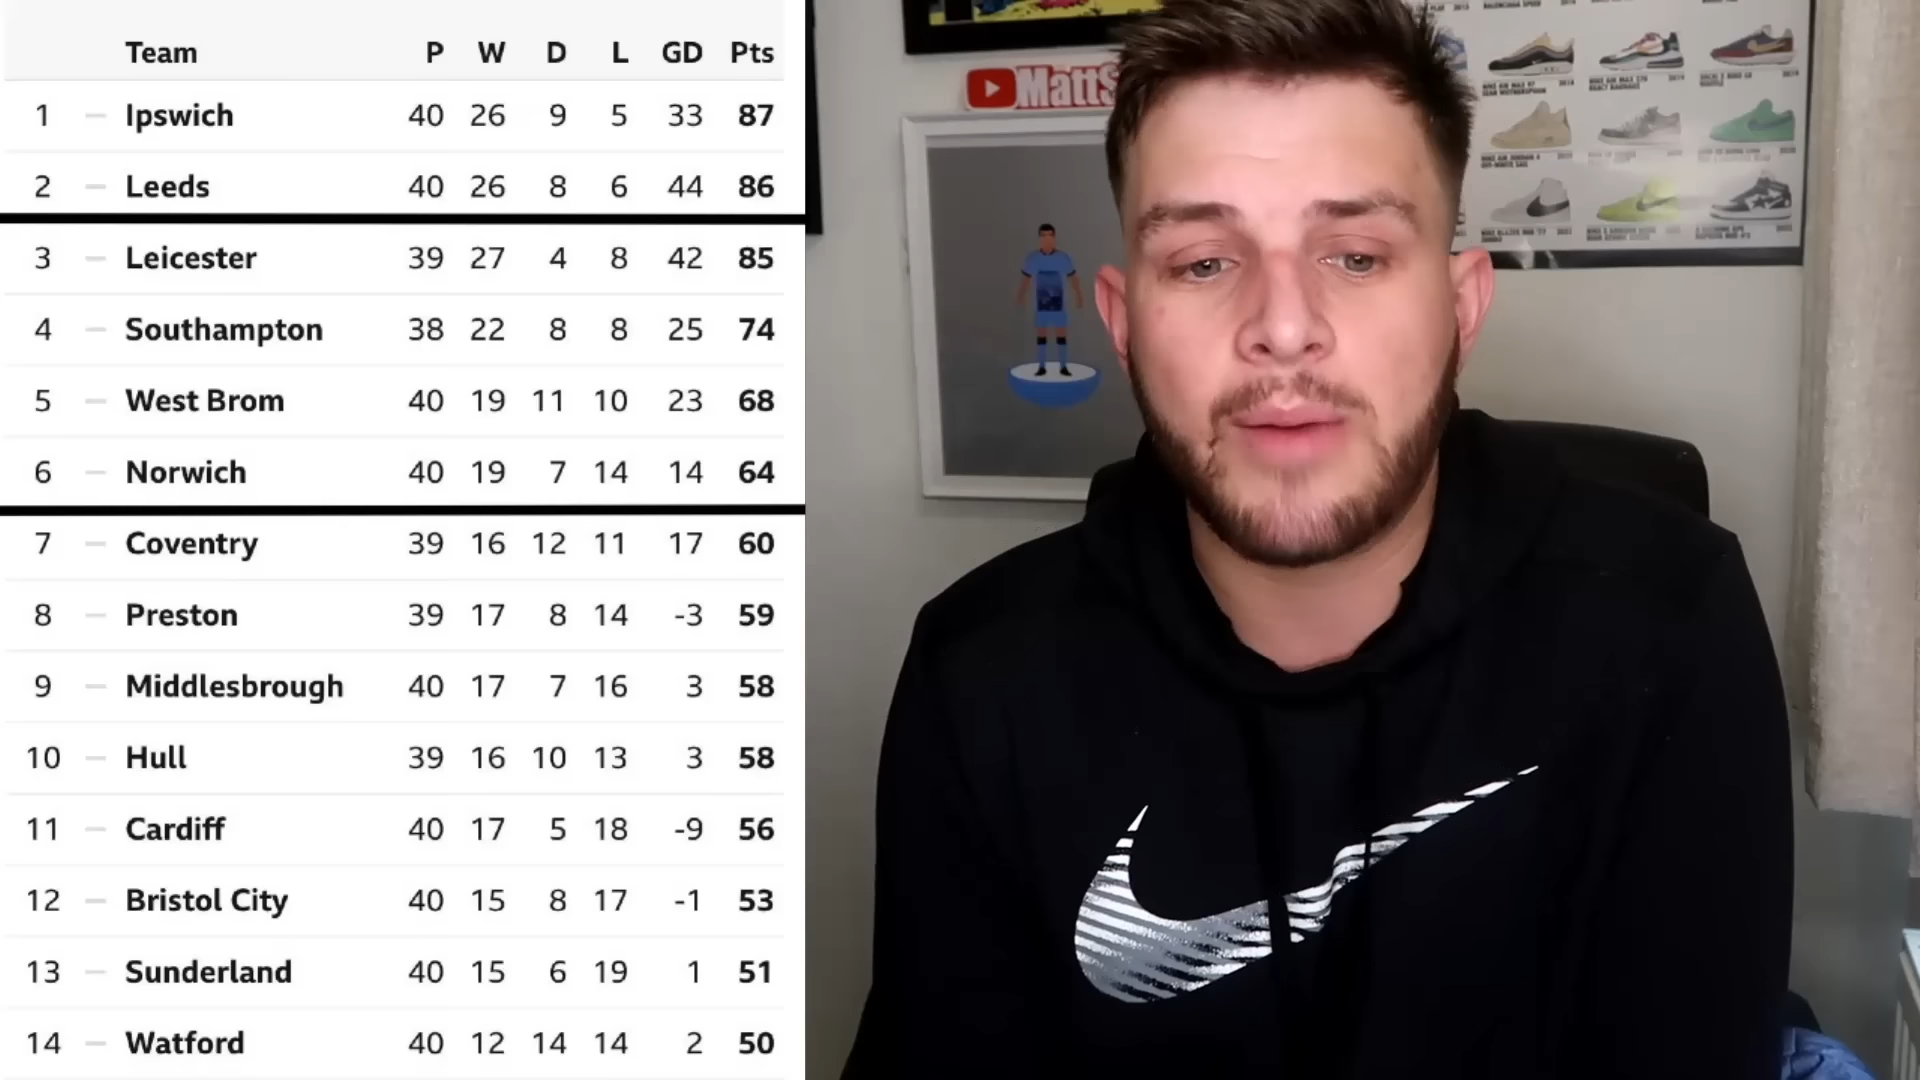 Team P W D L GD Pts
1 – Ipswich 40 26 9 5 33 87
2 – Leeds 40 26 8 6 44 86
3 – Leicester 39 27 4 8 42 85
4 – Southampton 38 22 8 8 25 74
5 – West Brom 40 19 11 10 23 68
6 – Norwich 40 19 7 14 14 64
7 – Coventry 39 16 12 11 17 60
8 – Preston 39 17 8 14 -3 59
9 – Middlesbrough 40 17 7 16 3 58
10 – Hull 39 16 10 13 3 58
11 – Cardiff 40 17 5 18 -9 56
12 – Bristol City 40 15 8 17 -1 53
13 – Sunderland 40 15 6 19 1 51
14 – Watford 40 12 14 14 2 50
MattS